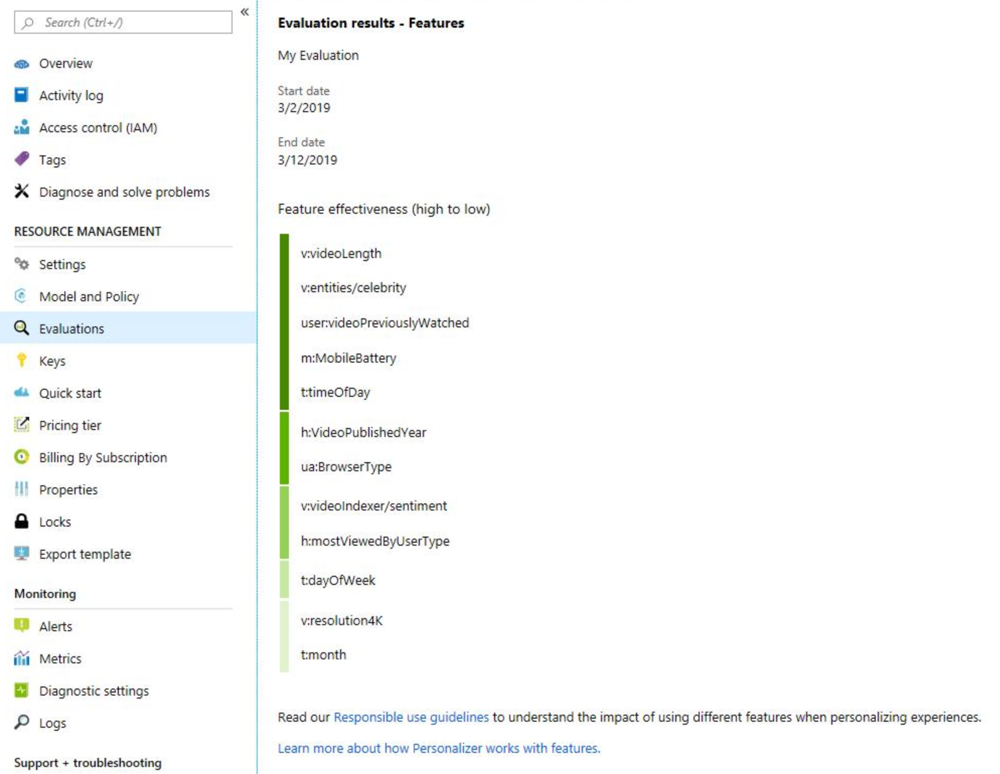 Search (Ctrl+/)
«
Overview
Activity log
Access control (IAM)
Tags
Diagnose and solve problems
RESOURCE MANAGEMENT
Settings
Model and Policy
Evaluations
Keys
Quick start
Pricing tier
Billing By Subscription
Properties
Locks
Export template
Monitoring
Alerts
Metrics
Diagnostic settings
Logs
Support + troubleshooting
Evaluation results - Features
My Evaluation
Start date
3/2/2019
End date
3/12/2019
Feature effectiveness (high to low)
v:videoLength
v:entities/celebrity
user:videoPreviouslyWatched
m:MobileBattery
t:timeOfDay
h:VideoPublishedYear
ua:BrowserType
v:videoIndexer/sentiment
h:mostViewedByUserType
t:dayOfWeek
v:resolution4K
t:month
Read our Responsible use guidelines to understand the impact of using different features when personalizing experiences.
Learn more about how Personalizer works with features.